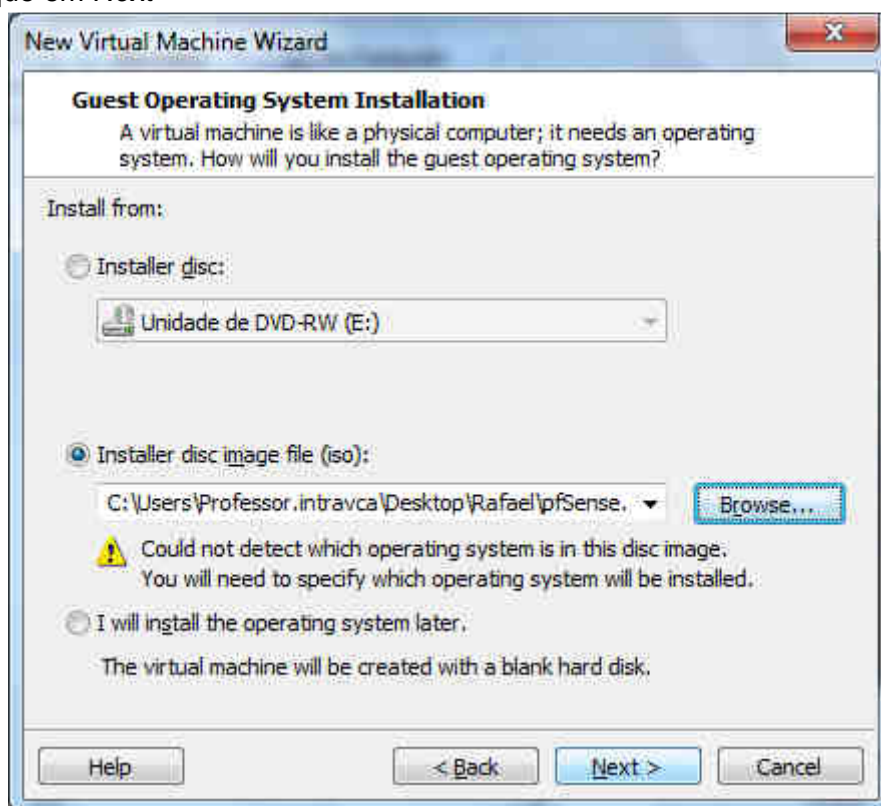 em Next
New Virtual Machine Wizard
Guest Operating System Installation
A virtual machine is like a physical computer; it needs an operating
system. How will you install the guest operating system?
Install from:
Installer disc:
Unidade de DVD-RW (E:)
Installer disc image file (iso):
C:\Users\Professor.intravca\Desktop\Rafael\pfSense. Browse...
Could not detect which operating system is in this disc image.
You will need to specify which operating system will be installed.
I will install the operating system later.
The virtual machine will be created with a blank hard disk.
Help < Back Next > Cancel